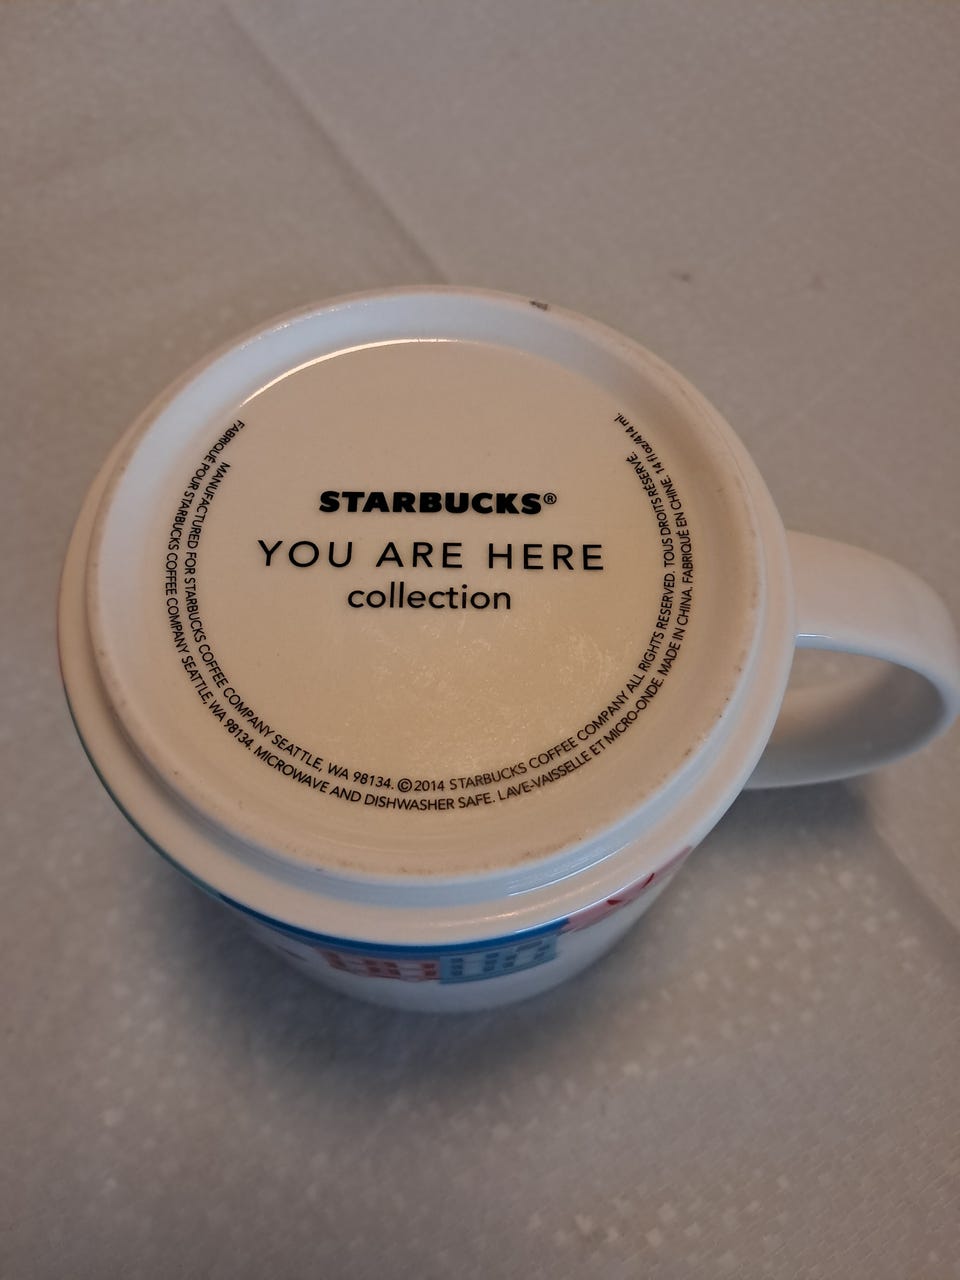 STARBUCKS®
YOU ARE HERE
collection
MANUFACTURED FOR STARBUCKS COFFEE COMPANY SEATTLE, WA 98134. ©2014 STARBUCKS COFFEE COMPANY ALL RIGHTS RESERVED. TOUS DROITS RÉSERVÉ.
FABRIQUÉ POUR STARBUCKS COFFEE COMPANY SEATTLE, WA 98134. MICROWAVE AND DISHWASHER SAFE. LAVE-VAISSELLE ET MICRO-ONDE. MADE IN CHINA. FABRIQUÉ EN CHINE. 14 fl oz/414 ml.